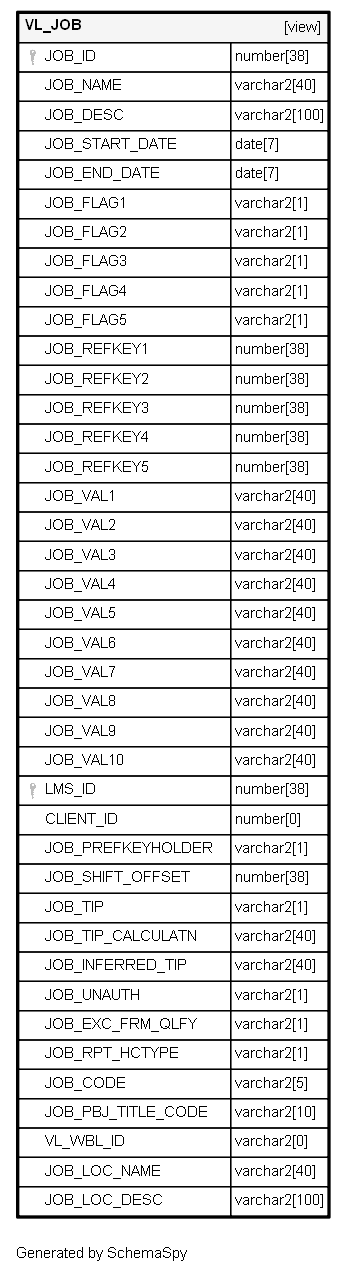 VL_JOB [view]
JOB_ID number[38]
JOB_NAME varchar2[40]
JOB_DESC varchar2[100]
JOB_START_DATE date[7]
JOB_END_DATE date[7]
JOB_FLAG1 varchar2[1]
JOB_FLAG2 varchar2[1]
JOB_FLAG3 varchar2[1]
JOB_FLAG4 varchar2[1]
JOB_FLAG5 varchar2[1]
JOB_REFKEY1 number[38]
JOB_REFKEY2 number[38]
JOB_REFKEY3 number[38]
JOB_REFKEY4 number[38]
JOB_REFKEY5 number[38]
JOB_VAL1 varchar2[40]
JOB_VAL2 varchar2[40]
JOB_VAL3 varchar2[40]
JOB_VAL4 varchar2[40]
JOB_VAL5 varchar2[40]
JOB_VAL6 varchar2[40]
JOB_VAL7 varchar2[40]
JOB_VAL8 varchar2[40]
JOB_VAL9 varchar2[40]
JOB_VAL10 varchar2[40]
LMS_ID number[38]
CLIENT_ID number[0]
JOB_PREFKEYHOLDER varchar2[1]
JOB_SHIFT_OFFSET number[38]
JOB_TIP varchar2[1]
JOB_TIP_CALCULATN varchar2[40]
JOB_INFERRED_TIP varchar2[40]
JOB_UNAUTH varchar2[1]
JOB_EXC_FRM_QLFY varchar2[1]
JOB_RPT_HCTYPE varchar2[1]
JOB_CODE varchar2[5]
JOB_PBJ_TITLE_CODE varchar2[10]
VL_WBL_ID varchar2[0]
JOB_LOC_NAME varchar2[40]
JOB_LOC_DESC varchar2[100]
Generated by SchemaSpy